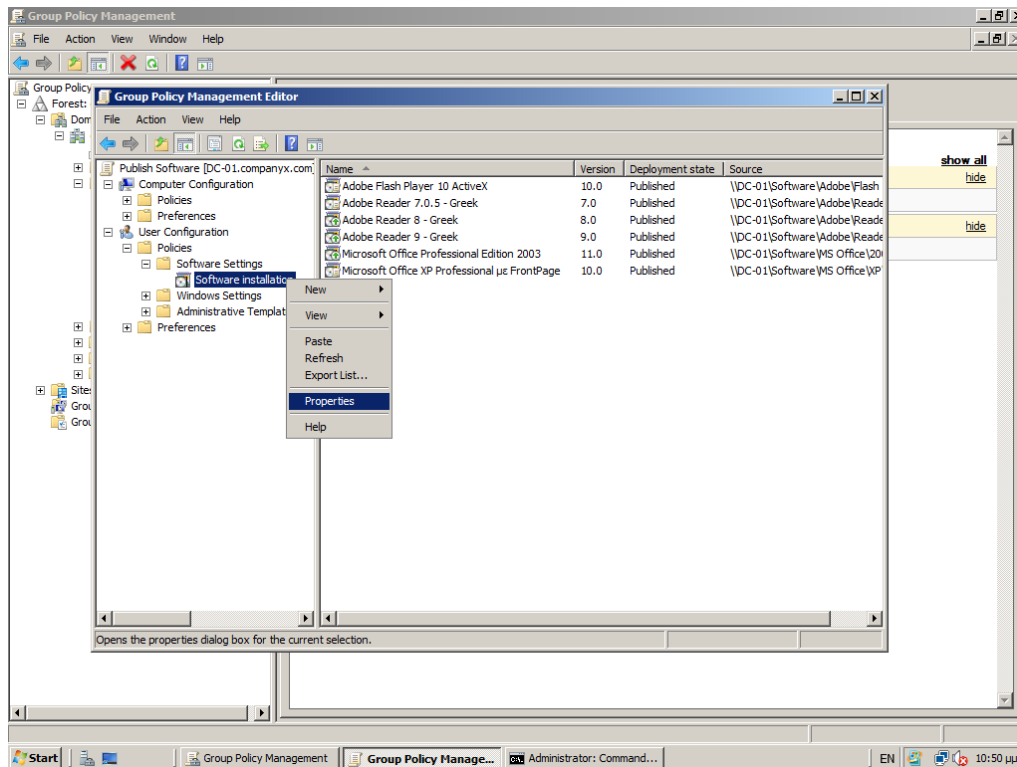 Group Policy Management
File Action View Window Help
Group Policy
Forest:
Dom
Sites
Grou
Grou
show all
hide
hide
Group Policy Management Editor
File Action View Help
Publish Software [DC-01.companyx.com]
Computer Configuration
Policies
Preferences
User Configuration
Policies
Software Settings
Software installation
Windows Settings
Administrative Templat
Preferences
Name Version Deployment state Source
Adobe Flash Player 10 ActiveX 10.0 Published \\DC-01\Software\Adobe\Flash
Adobe Reader 7.0.5 - Greek 7.0 Published \\DC-01\Software\Adobe\Reade
Adobe Reader 8 - Greek 8.0 Published \\DC-01\Software\Adobe\Reade
Adobe Reader 9 - Greek 9.0 Published \\DC-01\Software\Adobe\Reade
Microsoft Office Professional Edition 2003 11.0 Published \\DC-01\Software\MS Office\200
Microsoft Office XP Professional με FrontPage 10.0 Published \\DC-01\Software\MS Office\XP
New
View
Paste
Refresh
Export List...
Properties
Help
Opens the properties dialog box for the current selection.
Start Group Policy Management Group Policy Manage... Administrator: Command... EN 10:50 μμ